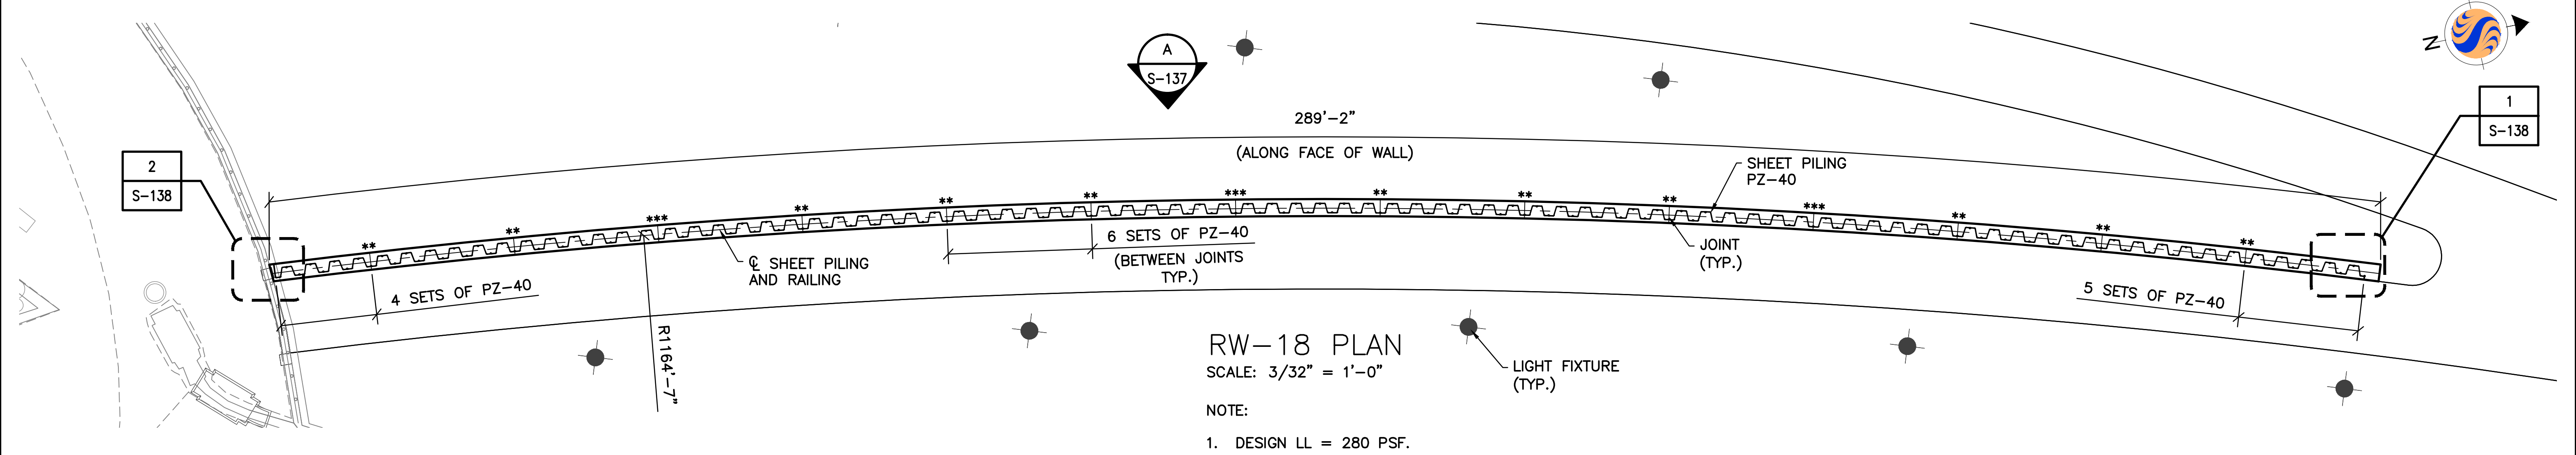 A
S-137
N
1
S-138
289'-2"
(ALONG FACE OF WALL)
2
S-138
SHEET PILING
PZ-40
**
**
***
**
**
**
***
**
**
**
***
**
**
**
6 SETS OF PZ-40
(BETWEEN JOINTS
TYP.)
JOINT
(TYP.)
℄ SHEET PILING
AND RAILING
4 SETS OF PZ-40
5 SETS OF PZ-40
R1164'-7"
RW-18 PLAN
SCALE: 3/32" = 1'-0"
LIGHT FIXTURE
(TYP.)
NOTE:
1. DESIGN LL = 280 PSF.